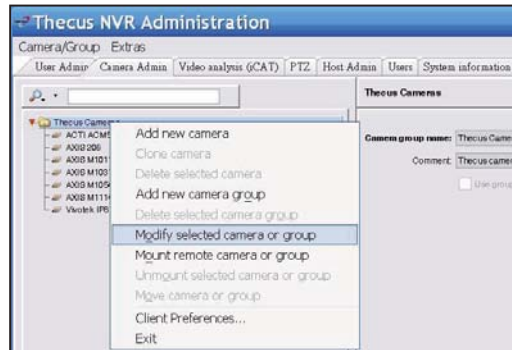 Thecus NVR Administration
Camera/Group Extras
User Admin Camera Admin Video analysis (iCAT) PTZ Host Admin Users System information
Thecus Cameras
Thecus Camera
ACTi ACM5
AXIS 206
AXIS M101
AXIS M103
AXIS M105
AXIS M111
Vivotek IP8
Add new camera
Clone camera
Delete selected camera
Add new camera group
Delete selected camera group
Modify selected camera or group
Mount remote camera or group
Unmount selected camera or group
Move camera or group
Client Preferences...
Exit
Camera group name: Thecus Came
Comment: Thecus came
Use group